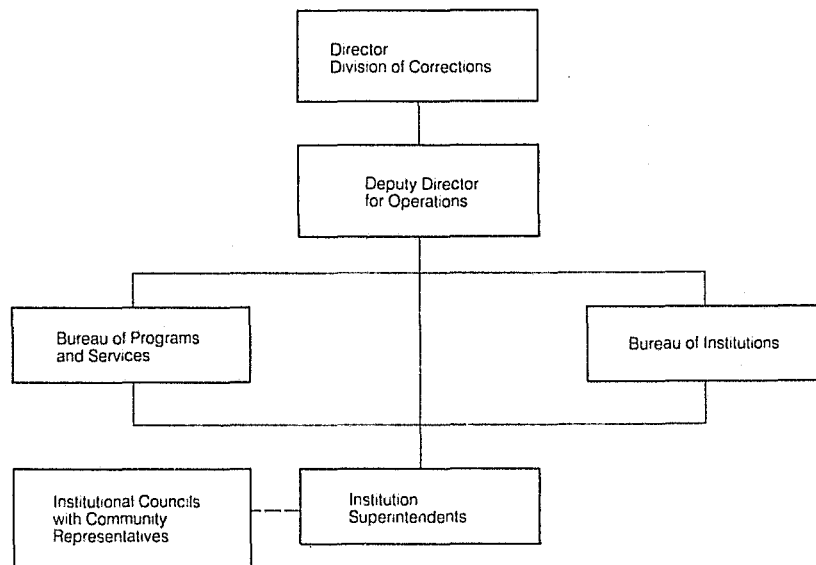 Director
Division of Corrections
Deputy Director
for Operations
Bureau of Programs
and Services
Bureau of Institutions
Institutional Councils
with Community
Representatives
Institution
Superintendents